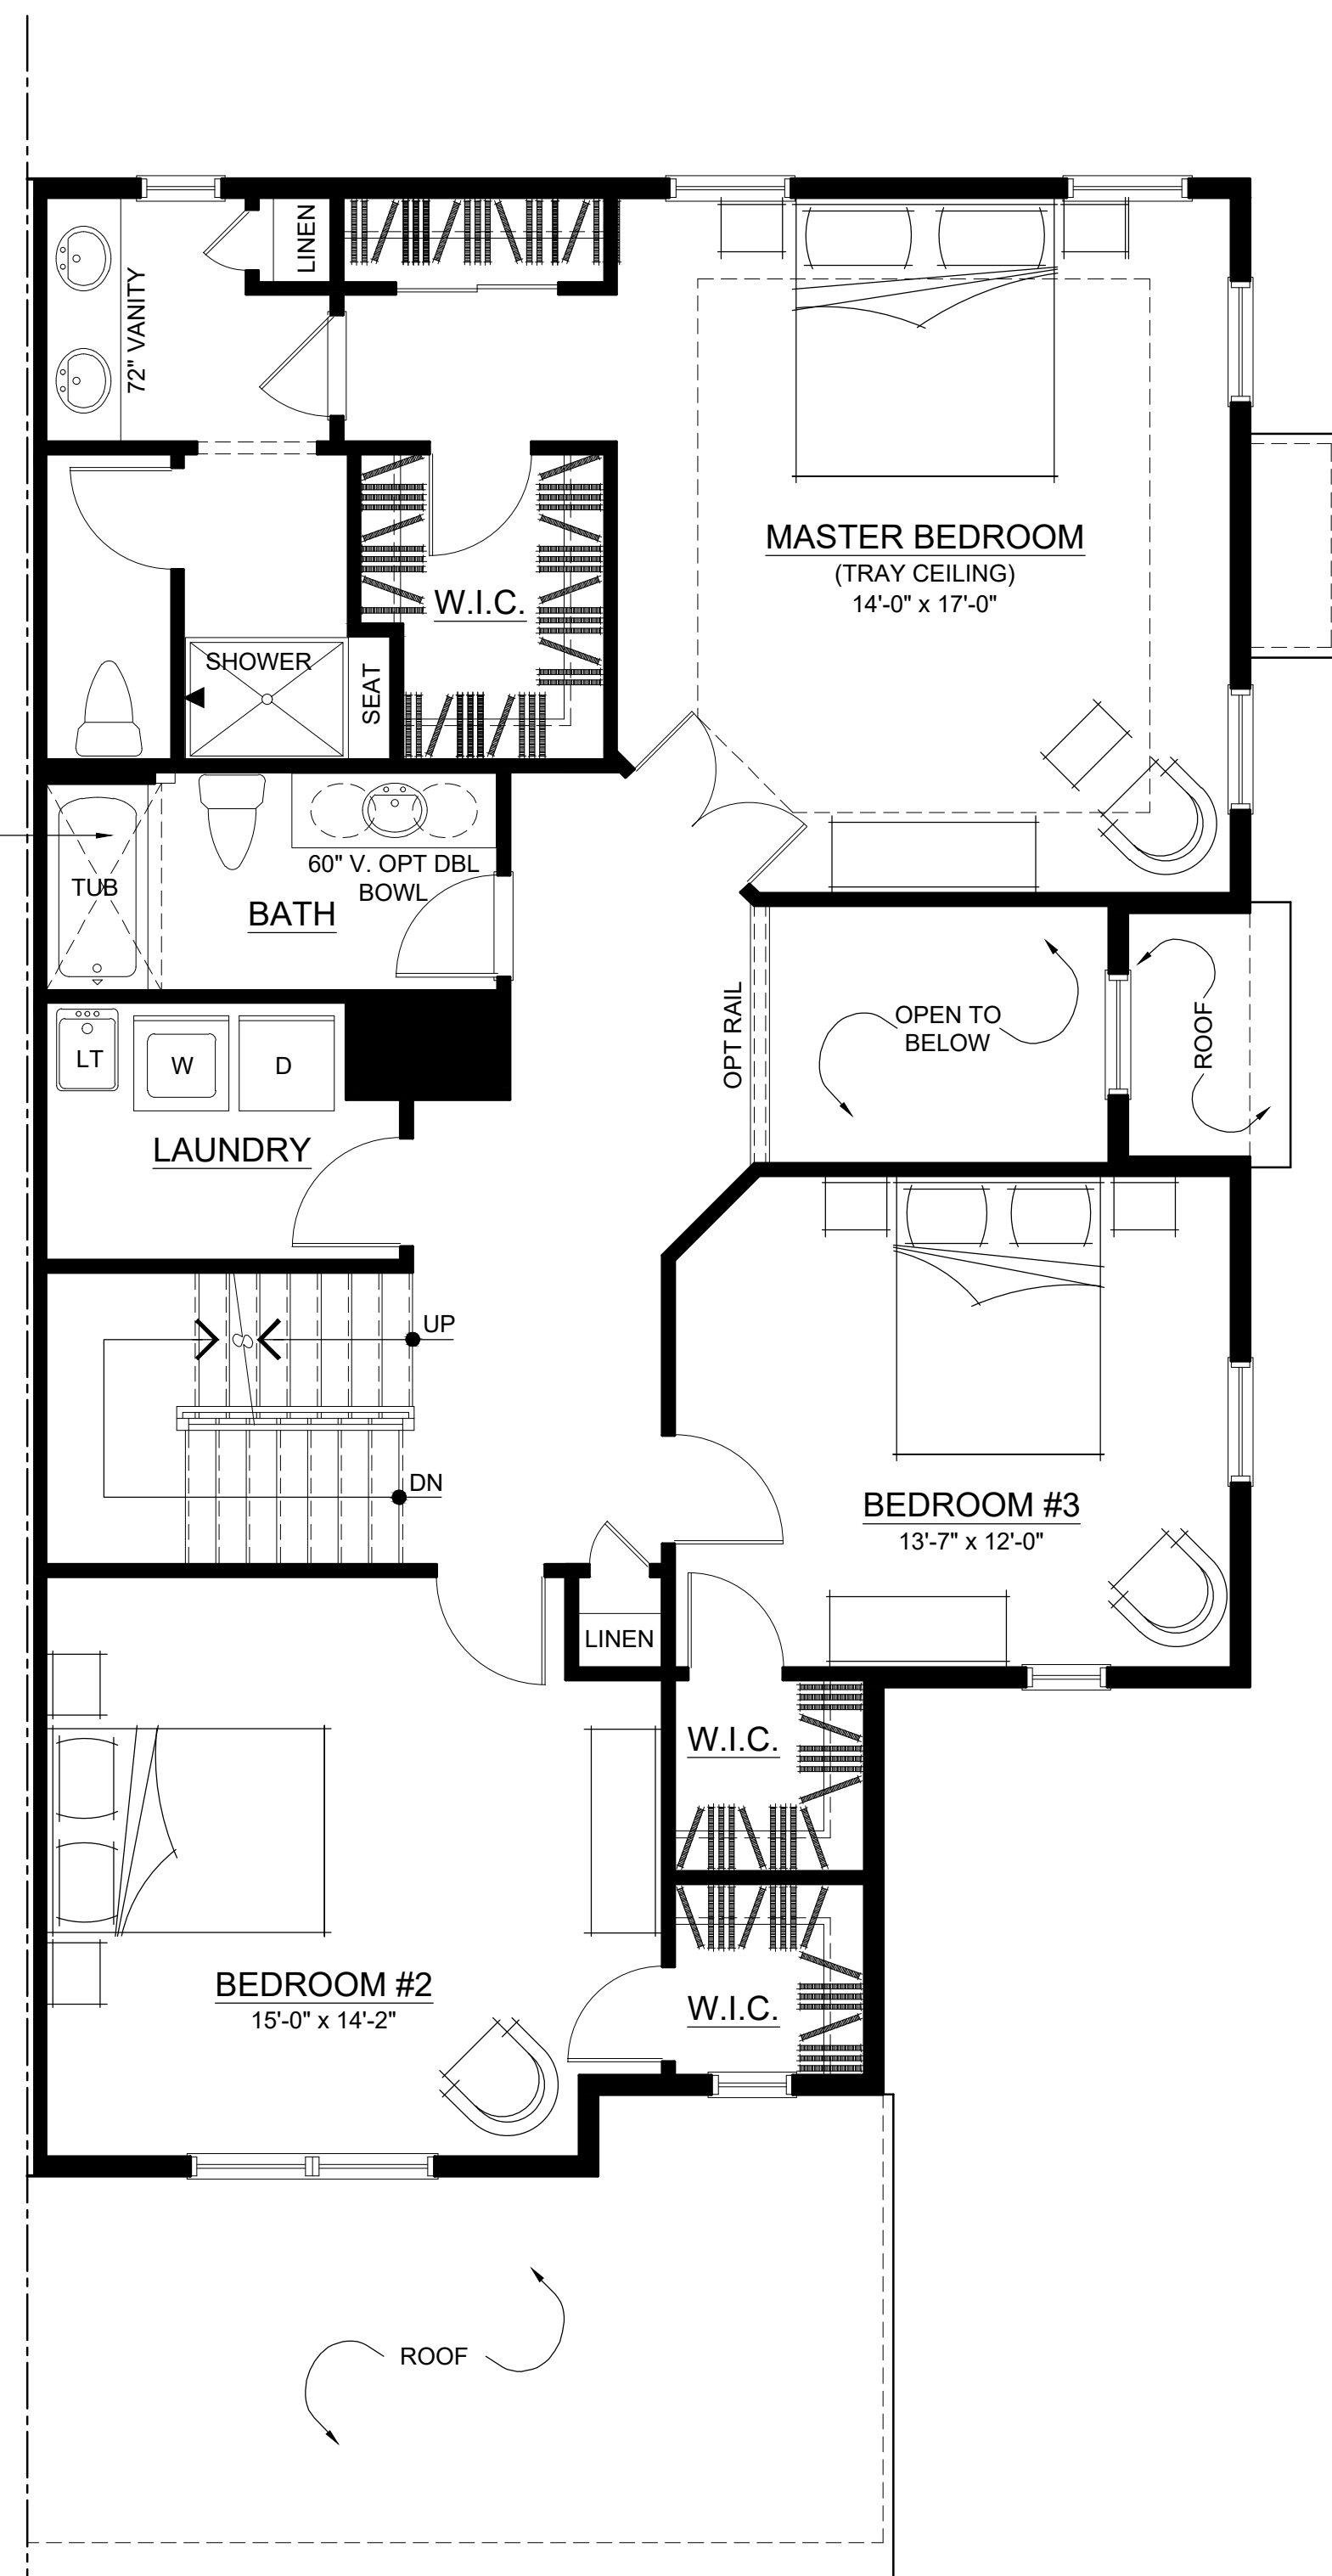 LINEN
72" VANITY
MASTER BEDROOM
(TRAY CEILING)
14'-0" x 17'-0"
W.I.C.
SHOWER
SEAT
60" V. OPT DBL
BOWL
TUB
BATH
OPT RAIL
OPEN TO
BELOW
ROOF
LT
W
D
LAUNDRY
UP
DN
BEDROOM #3
13'-7" x 12'-0"
LINEN
W.I.C.
BEDROOM #2
15'-0" x 14'-2"
W.I.C.
ROOF